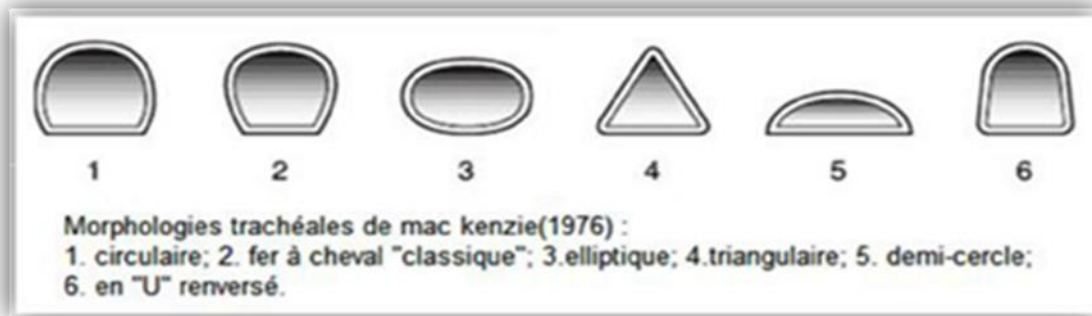 1 2 3 4 5 6
Morphologies trachéales de mac kenzie(1976) :
1. circulaire; 2. fer à cheval "classique"; 3.elliptique; 4.triangulaire; 5. demi-cercle;
6. en "U" renversé.